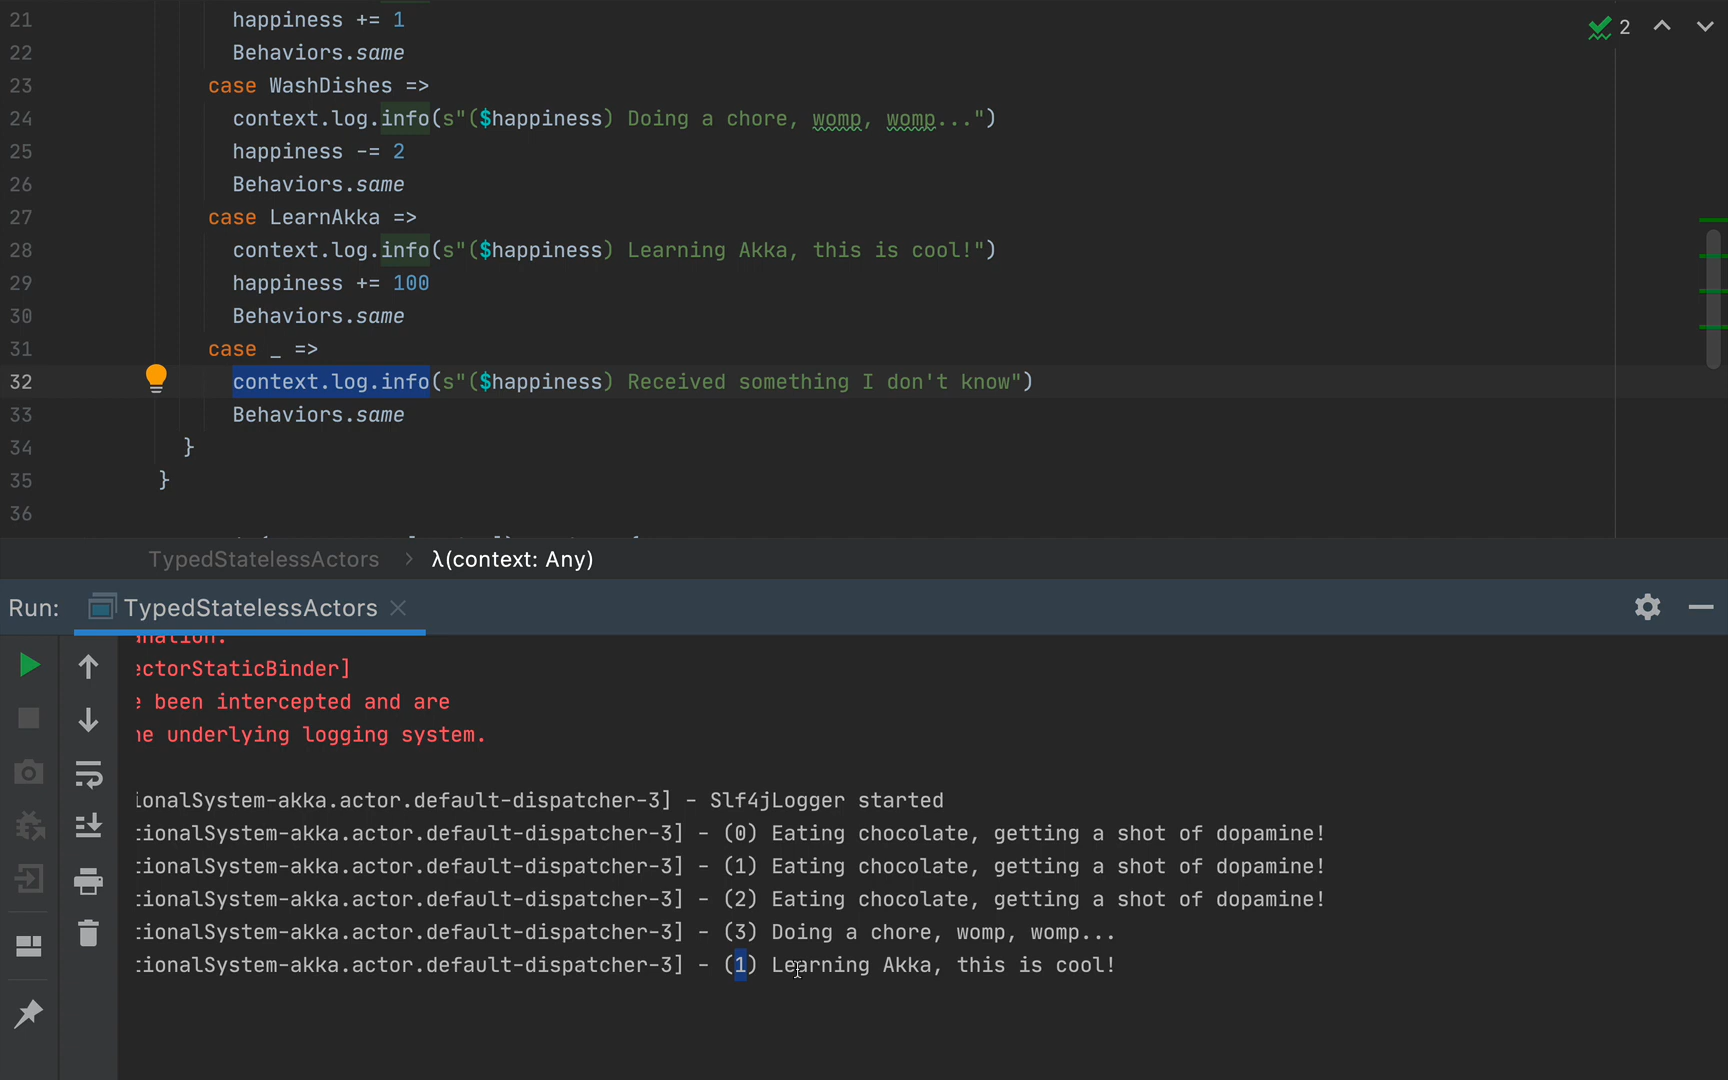 21 happiness += 1
22 Behaviors.same
23 case WashDishes =>
24 context.log.info(s"($happiness) Doing a chore, womp, womp...")
25 happiness -= 2
26 Behaviors.same
27 case LearnAkka =>
28 context.log.info(s"($happiness) Learning Akka, this is cool!")
29 happiness += 100
30 Behaviors.same
31 case _ =>
32 context.log.info(s"($happiness) Received something I don't know")
33 Behaviors.same
34 }
35 }
36
2
TypedStatelessActors > λ(context: Any)
Run: TypedStatelessActors
anation.
ectorStaticBinder]
e been intercepted and are
he underlying logging system.
ionalSystem-akka.actor.default-dispatcher-3] - Slf4jLogger started
tionalSystem-akka.actor.default-dispatcher-3] - (0) Eating chocolate, getting a shot of dopamine!
tionalSystem-akka.actor.default-dispatcher-3] - (1) Eating chocolate, getting a shot of dopamine!
tionalSystem-akka.actor.default-dispatcher-3] - (2) Eating chocolate, getting a shot of dopamine!
tionalSystem-akka.actor.default-dispatcher-3] - (3) Doing a chore, womp, womp...
tionalSystem-akka.actor.default-dispatcher-3] - (1) Learning Akka, this is cool!